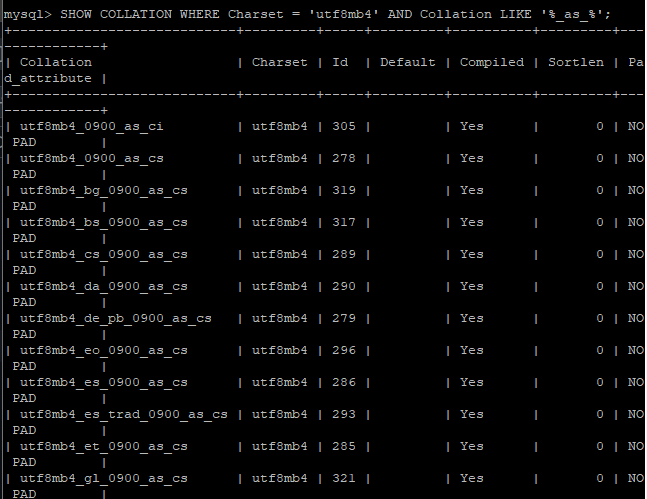 mysql> SHOW COLLATION WHERE Charset = 'utf8mb4' AND Collation LIKE '%_as_%';
+-----------------------------+---------+-----+---------+----------+---------+---
------------+
| Collation                   | Charset | Id  | Default | Compiled | Sortlen | Pa
d_attribute |
+-----------------------------+---------+-----+---------+----------+---------+---
------------+
| utf8mb4_0900_as_ci          | utf8mb4 | 305 |         | Yes      |       0 | NO
 PAD        |
| utf8mb4_0900_as_cs          | utf8mb4 | 278 |         | Yes      |       0 | NO
 PAD        |
| utf8mb4_bg_0900_as_cs       | utf8mb4 | 319 |         | Yes      |       0 | NO
 PAD        |
| utf8mb4_bs_0900_as_cs       | utf8mb4 | 317 |         | Yes      |       0 | NO
 PAD        |
| utf8mb4_cs_0900_as_cs       | utf8mb4 | 289 |         | Yes      |       0 | NO
 PAD        |
| utf8mb4_da_0900_as_cs       | utf8mb4 | 290 |         | Yes      |       0 | NO
 PAD        |
| utf8mb4_de_pb_0900_as_cs    | utf8mb4 | 279 |         | Yes      |       0 | NO
 PAD        |
| utf8mb4_eo_0900_as_cs       | utf8mb4 | 296 |         | Yes      |       0 | NO
 PAD        |
| utf8mb4_es_0900_as_cs       | utf8mb4 | 286 |         | Yes      |       0 | NO
 PAD        |
| utf8mb4_es_trad_0900_as_cs  | utf8mb4 | 293 |         | Yes      |       0 | NO
 PAD        |
| utf8mb4_et_0900_as_cs       | utf8mb4 | 285 |         | Yes      |       0 | NO
 PAD        |
| utf8mb4_gl_0900_as_cs       | utf8mb4 | 321 |         | Yes      |       0 | NO
 PAD        |